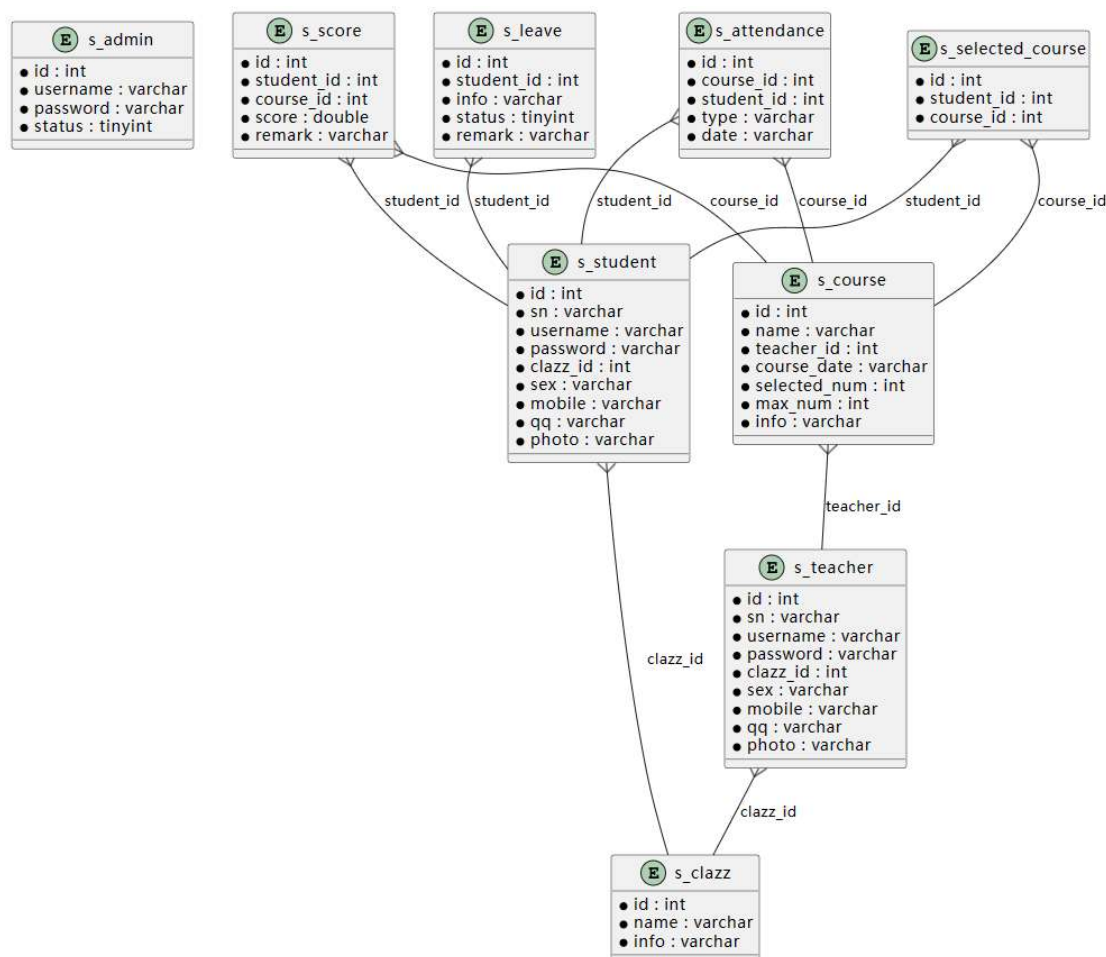 E s_admin
id : int
username : varchar
password : varchar
status : tinyint
E s_score
id : int
student_id : int
course_id : int
score : double
remark : varchar
E s_leave
id : int
student_id : int
info : varchar
status : tinyint
remark : varchar
E s_attendance
id : int
course_id : int
student_id : int
type : varchar
date : varchar
E s_selected_course
id : int
student_id : int
course_id : int
student_id
student_id
student_id
course_id
course_id
student_id
course_id
E s_student
id : int
sn : varchar
username : varchar
password : varchar
clazz_id : int
sex : varchar
mobile : varchar
qq : varchar
photo : varchar
E s_course
id : int
name : varchar
teacher_id : int
course_date : varchar
selected_num : int
max_num : int
info : varchar
teacher_id
E s_teacher
id : int
sn : varchar
username : varchar
password : varchar
clazz_id : int
sex : varchar
mobile : varchar
qq : varchar
photo : varchar
clazz_id
clazz_id
E s_clazz
id : int
name : varchar
info : varchar